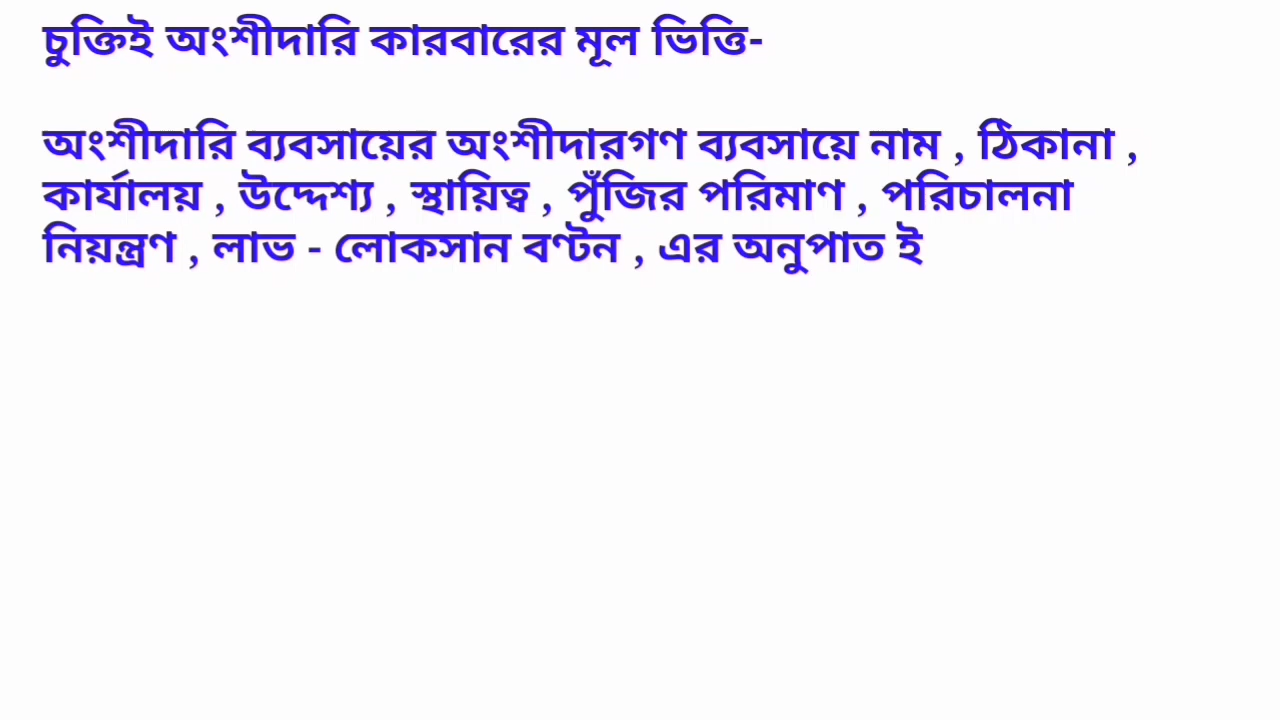 চুক্তিই অংশীদারি কারবারের মূল ভিত্তি-
অংশীদারি ব্যবসায়ের অংশীদারগণ ব্যবসায়ে নাম , ঠিকানা ,
কার্যালয় , উদ্দেশ্য , স্থায়িত্ব , পুঁজির পরিমাণ , পরিচালনা
নিয়ন্ত্রণ , লাভ - লোকসান বণ্টন , এর অনুপাত ই